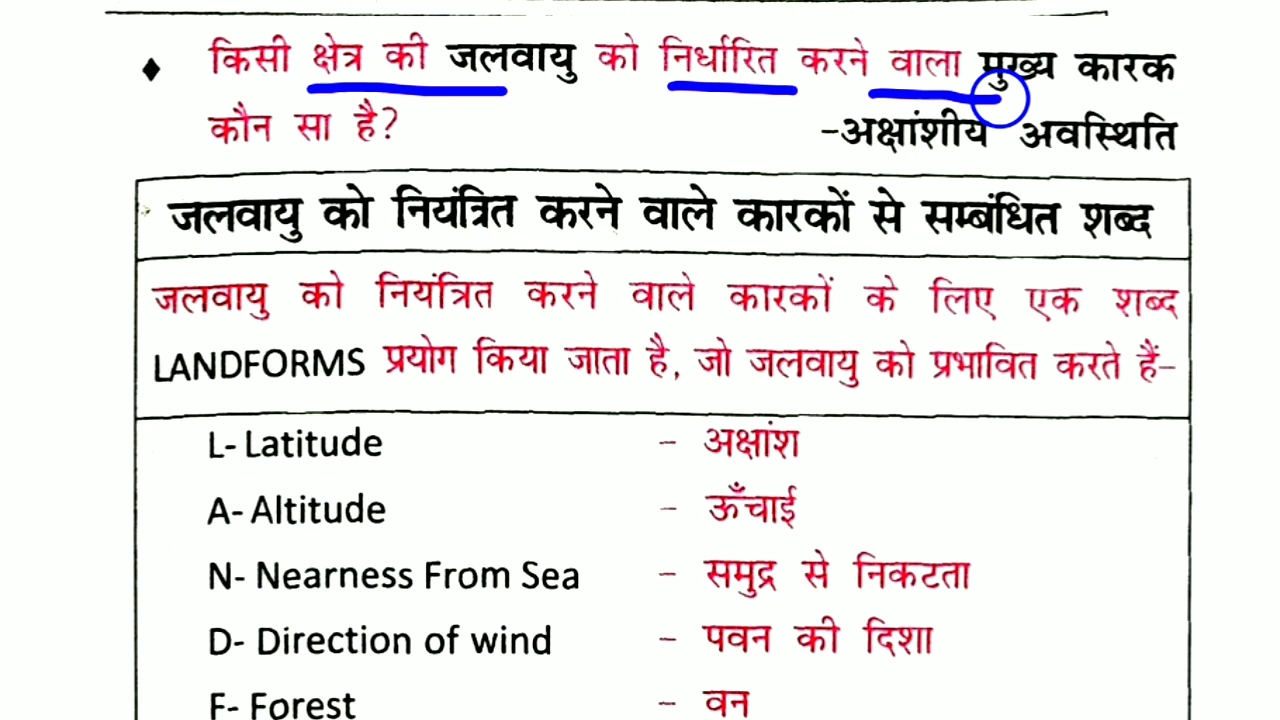 ♦ किसी क्षेत्र की जलवायु को निर्धारित करने वाला मुख्य कारक
कौन सा है? -अक्षांशीय अवस्थिति
जलवायु को नियंत्रित करने वाले कारकों से सम्बंधित शब्द
जलवायु को नियंत्रित करने वाले कारकों के लिए एक शब्द
LANDFORMS प्रयोग किया जाता है, जो जलवायु को प्रभावित करते हैं-
L- Latitude - अक्षांश
A- Altitude - ऊँचाई
N- Nearness From Sea - समुद्र से निकटता
D- Direction of wind - पवन की दिशा
F- Forest - वन